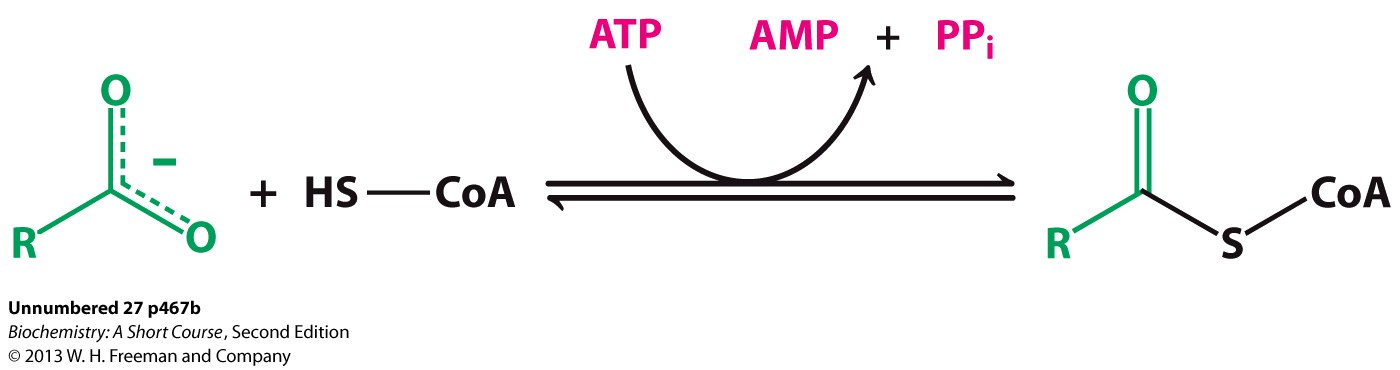 ATP AMP + PPi
O O
− 
+ HS CoA CoA
R O R S
Unnumbered 27 p467b
Biochemistry: A Short Course, Second Edition
© 2013 W. H. Freeman and Company